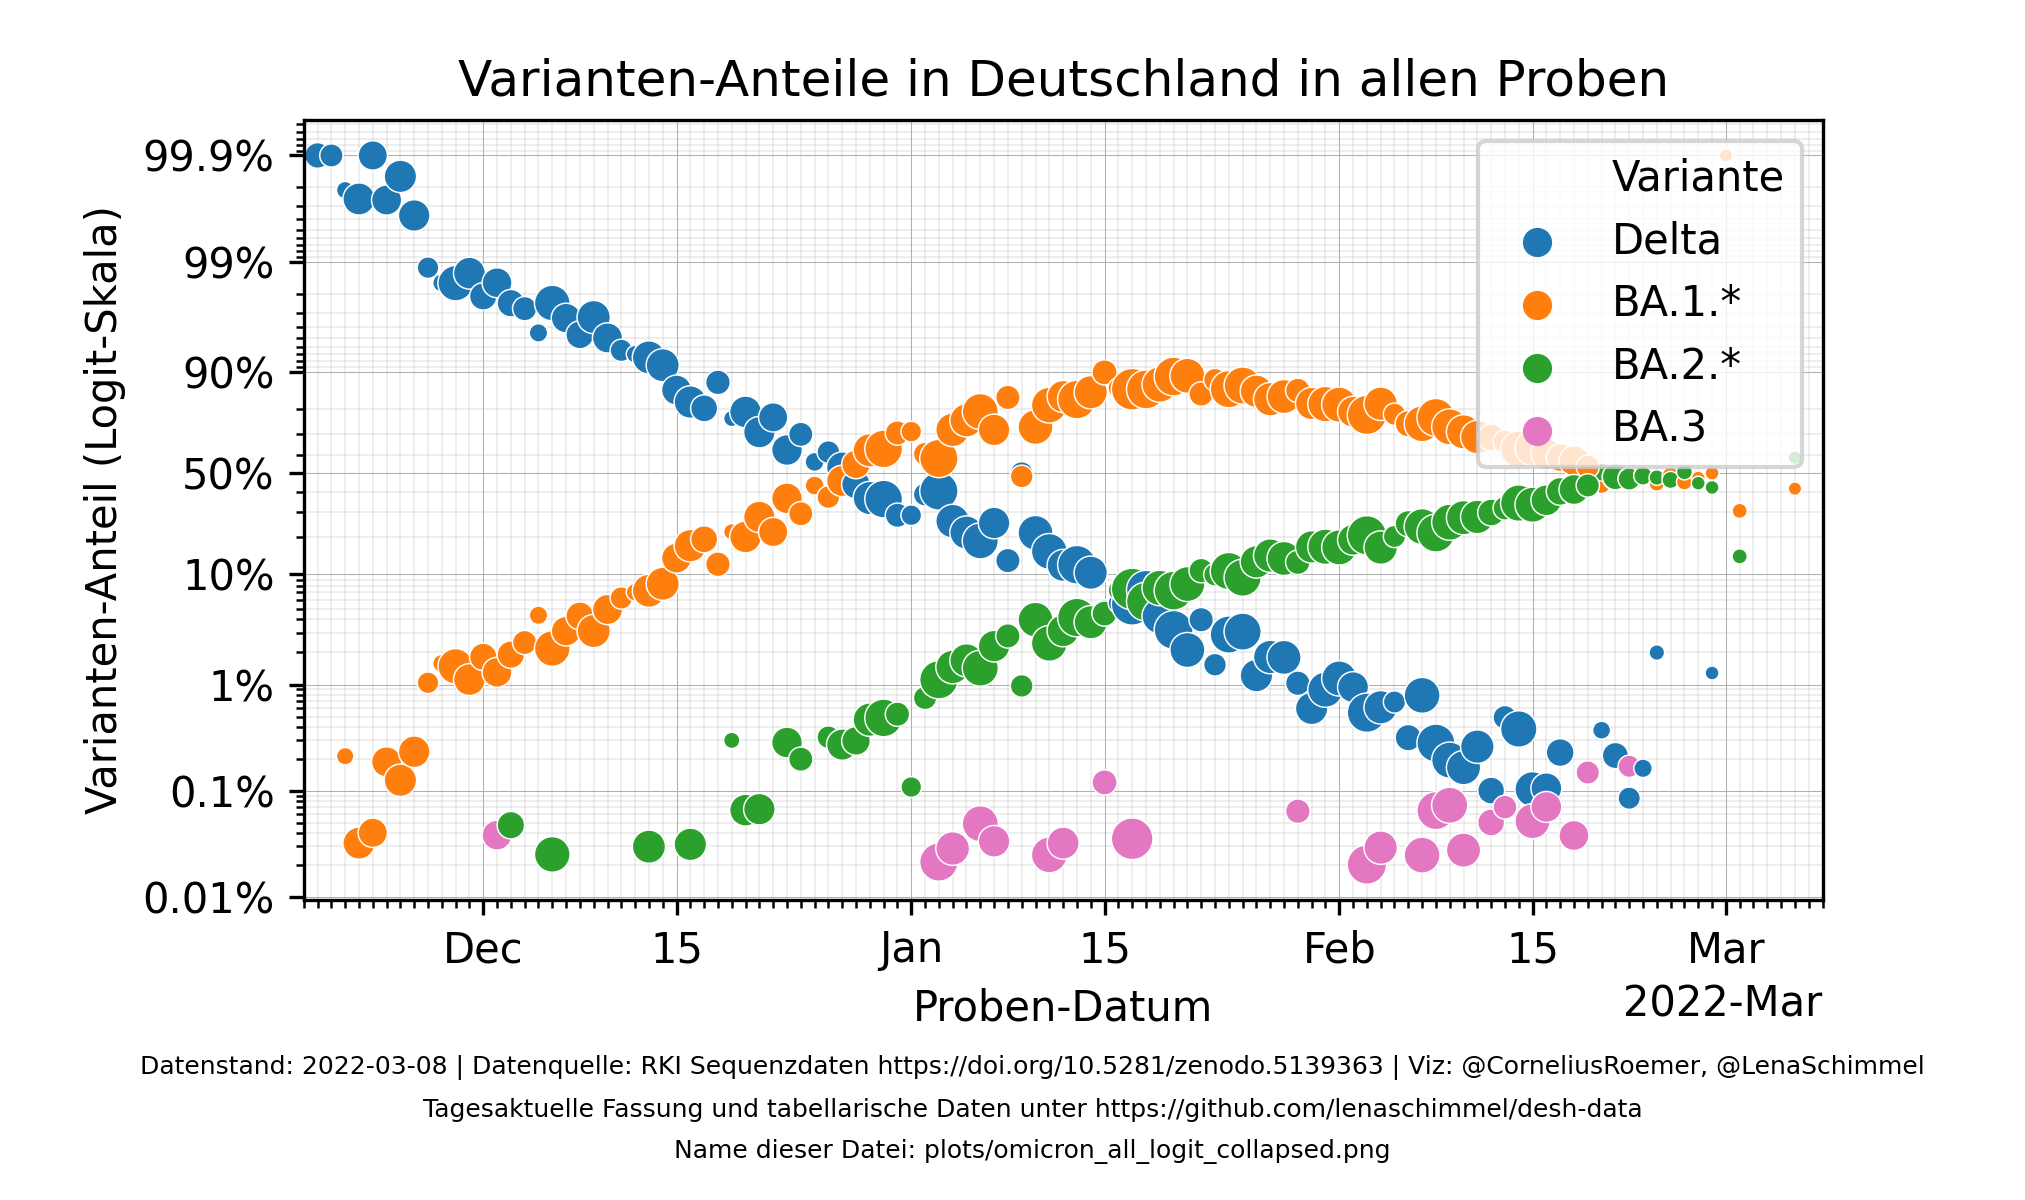 Varianten-Anteile in Deutschland in allen Proben
99.9%
99%
90%
50%
10%
1%
0.1%
0.01%
Varianten-Anteil (Logit-Skala)
Variante
Delta
BA.1.*
BA.2.*
BA.3
Dec 15 Jan 15 Feb 15 Mar
Proben-Datum
2022-Mar
Datenstand: 2022-03-08 | Datenquelle: RKI Sequenzdaten https://doi.org/10.5281/zenodo.5139363 | Viz: @CorneliusRoemer, @LenaSchimmel
Tagesaktuelle Fassung und tabellarische Daten unter https://github.com/lenaschimmel/desh-data
Name dieser Datei: plots/omicron_all_logit_collapsed.png